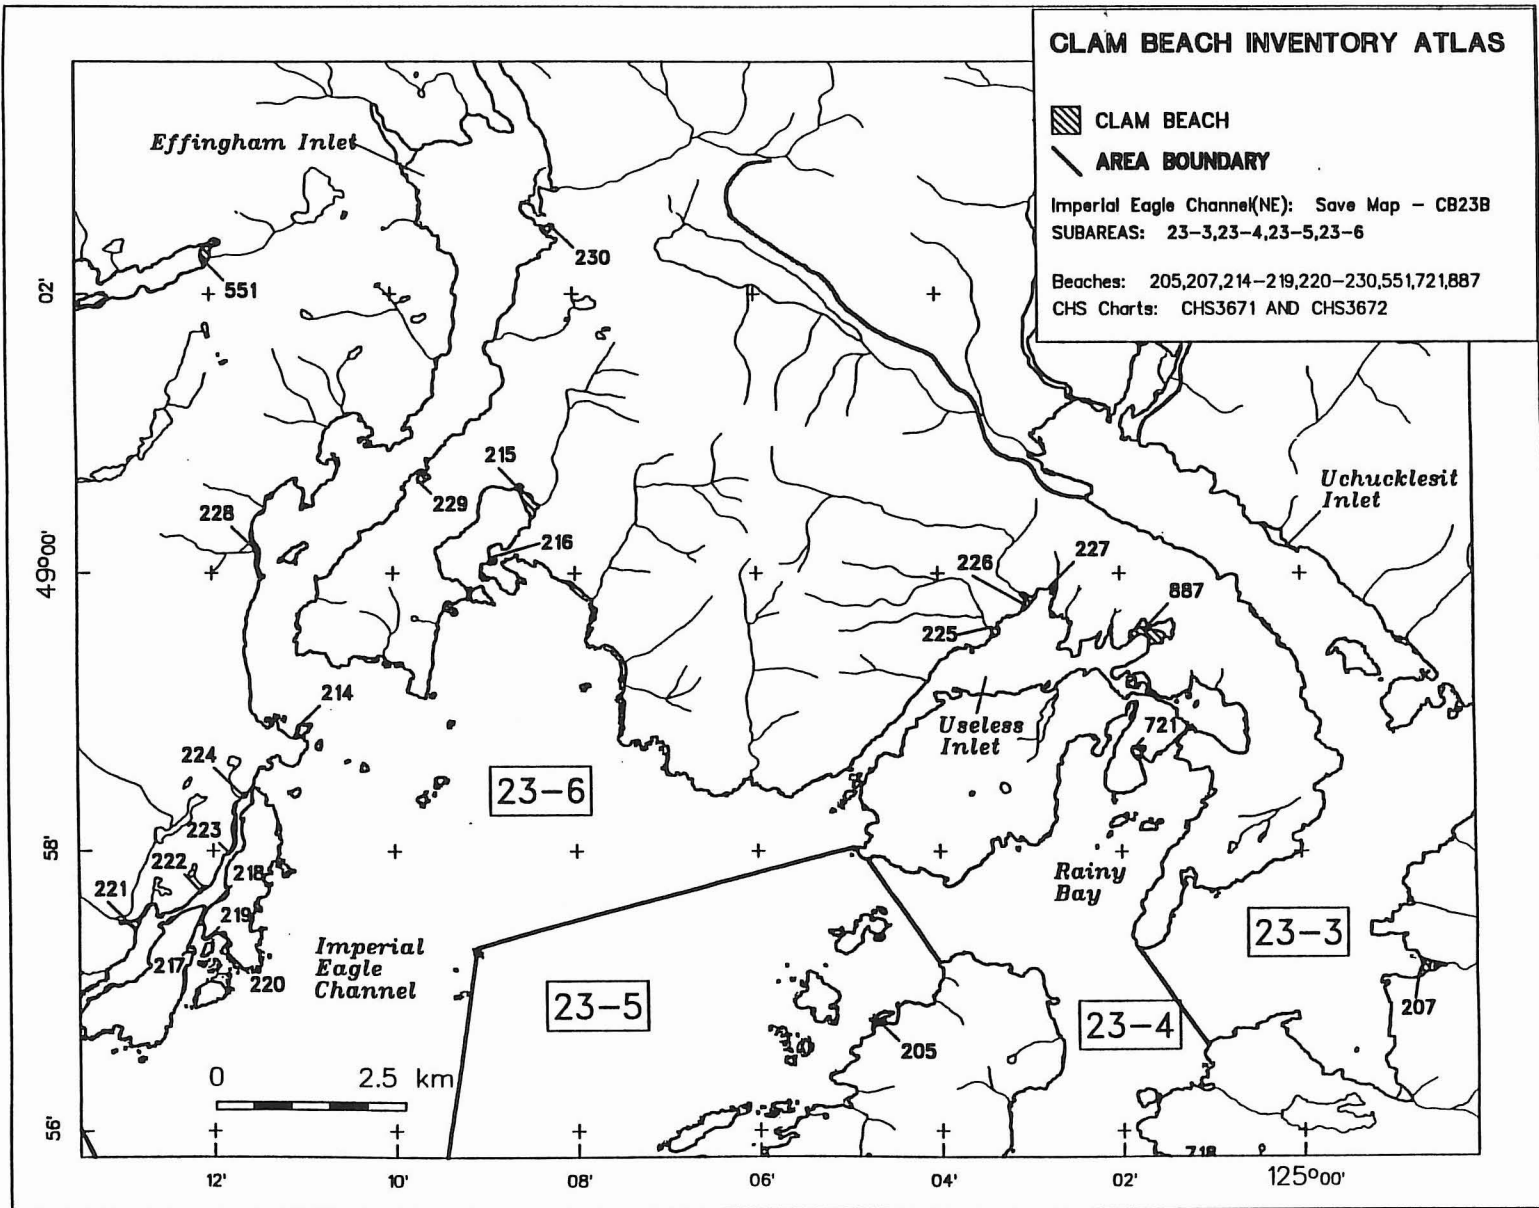 CLAM BEACH INVENTORY ATLAS
CLAM BEACH
AREA BOUNDARY
Imperial Eagle Channel(NE): Save Map - CB23B
SUBAREAS: 23-3,23-4,23-5,23-6
Beaches: 205,207,214-219,220-230,551,721,887
CHS Charts: CHS3671 AND CHS3672
Effingham Inlet
230
551
02'
215
229
228
216
49°00'
Uchucklesit
Inlet
227
226
887
225
214
Useless
Inlet
721
224
23-6
223
58'
222
218
221
219
217
220
Rainy
Bay
Imperial
Eagle
Channel
23-3
23-5
23-4
207
205
0 2.5 km
56'
718
12' 10' 08' 06' 04' 02' 125°00'